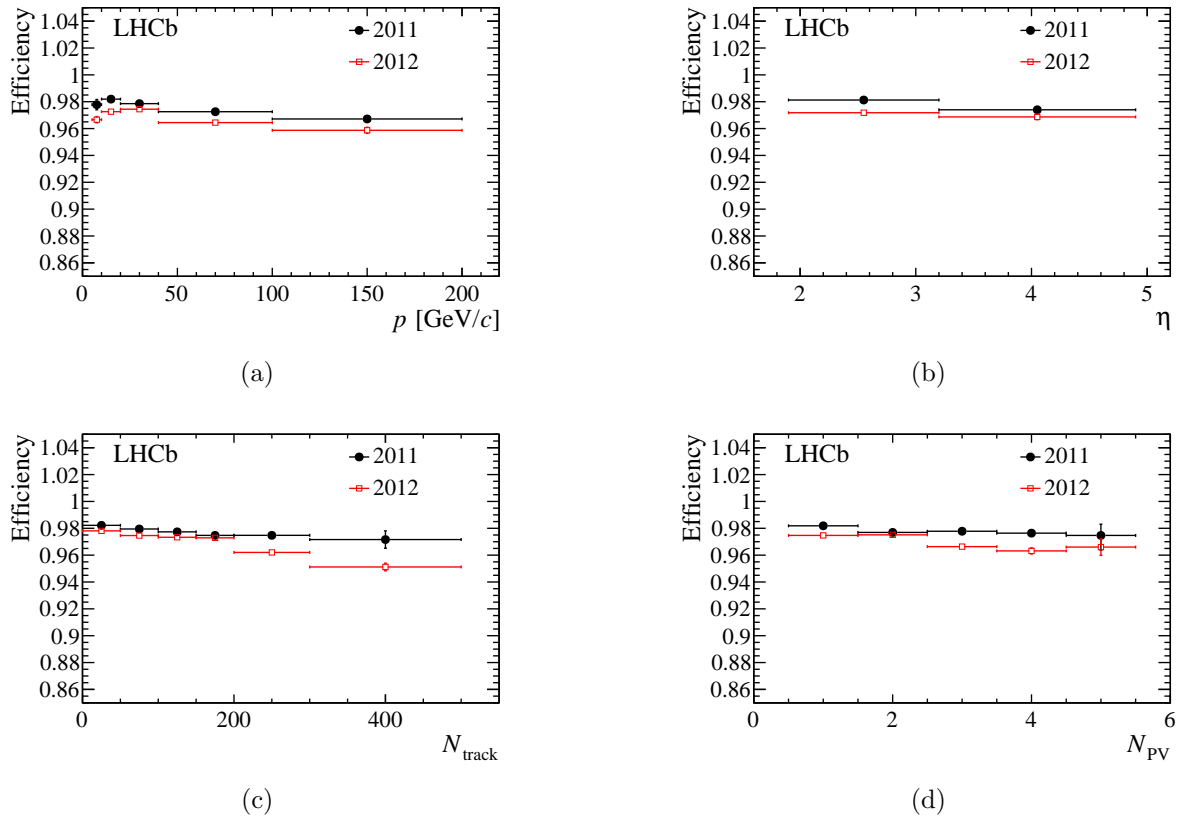 Efficiency
1.04
1.02
1
0.98
0.96
0.94
0.92
0.9
0.88
0.86
LHCb
2011
2012
0 50 100 150 200
p [GeV/c]
(a)
Efficiency
1.04
1.02
1
0.98
0.96
0.94
0.92
0.9
0.88
0.86
LHCb
2011
2012
2 3 4 5
η
(b)
Efficiency
1.04
1.02
1
0.98
0.96
0.94
0.92
0.9
0.88
0.86
LHCb
2011
2012
0 200 400
N_track
(c)
Efficiency
1.04
1.02
1
0.98
0.96
0.94
0.92
0.9
0.88
0.86
LHCb
2011
2012
0 2 4 6
N_PV
(d)